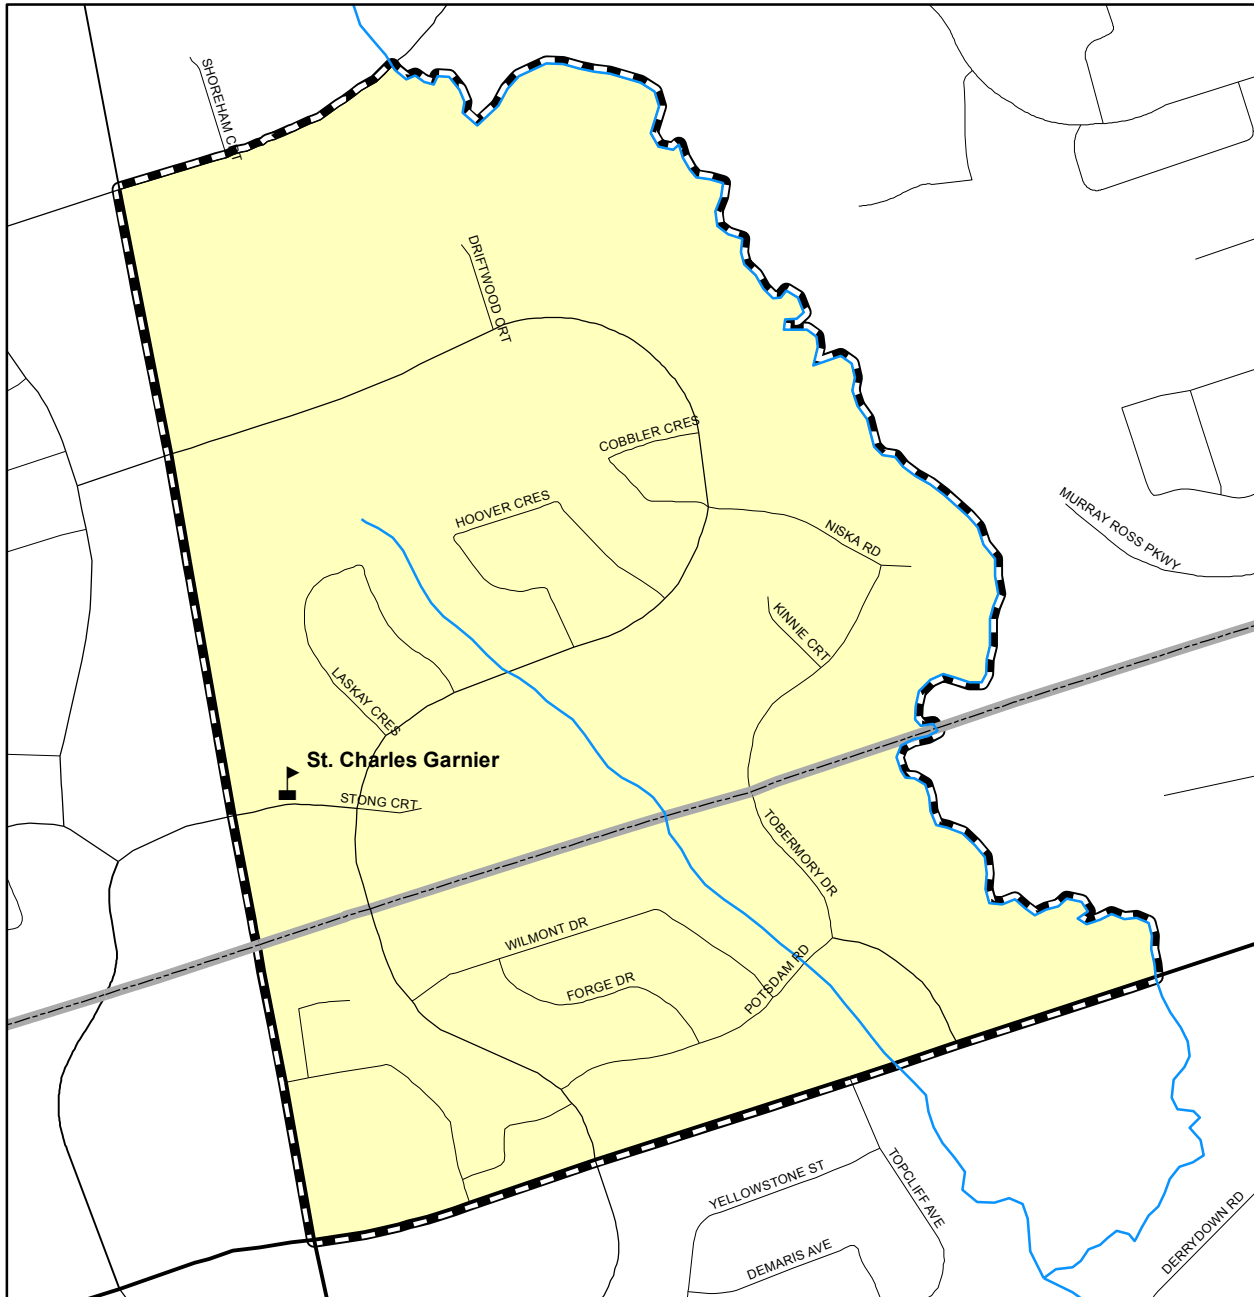 SHOREHAM CRT
DRIFTWOOD CRT
COBBLER CRES
HOOVER CRES
MURRAY ROSS PKWY
NISKA RD
KINNIE CRT
LASKAY CRES
St. Charles Garnier
STONG CRT
TOBERMORY DR
WILMONT DR
FORGE DR
POTSDAM RD
YELLOWSTONE ST
TOPCLIFF AVE
DEMARIS AVE
DERRYDOWN RD